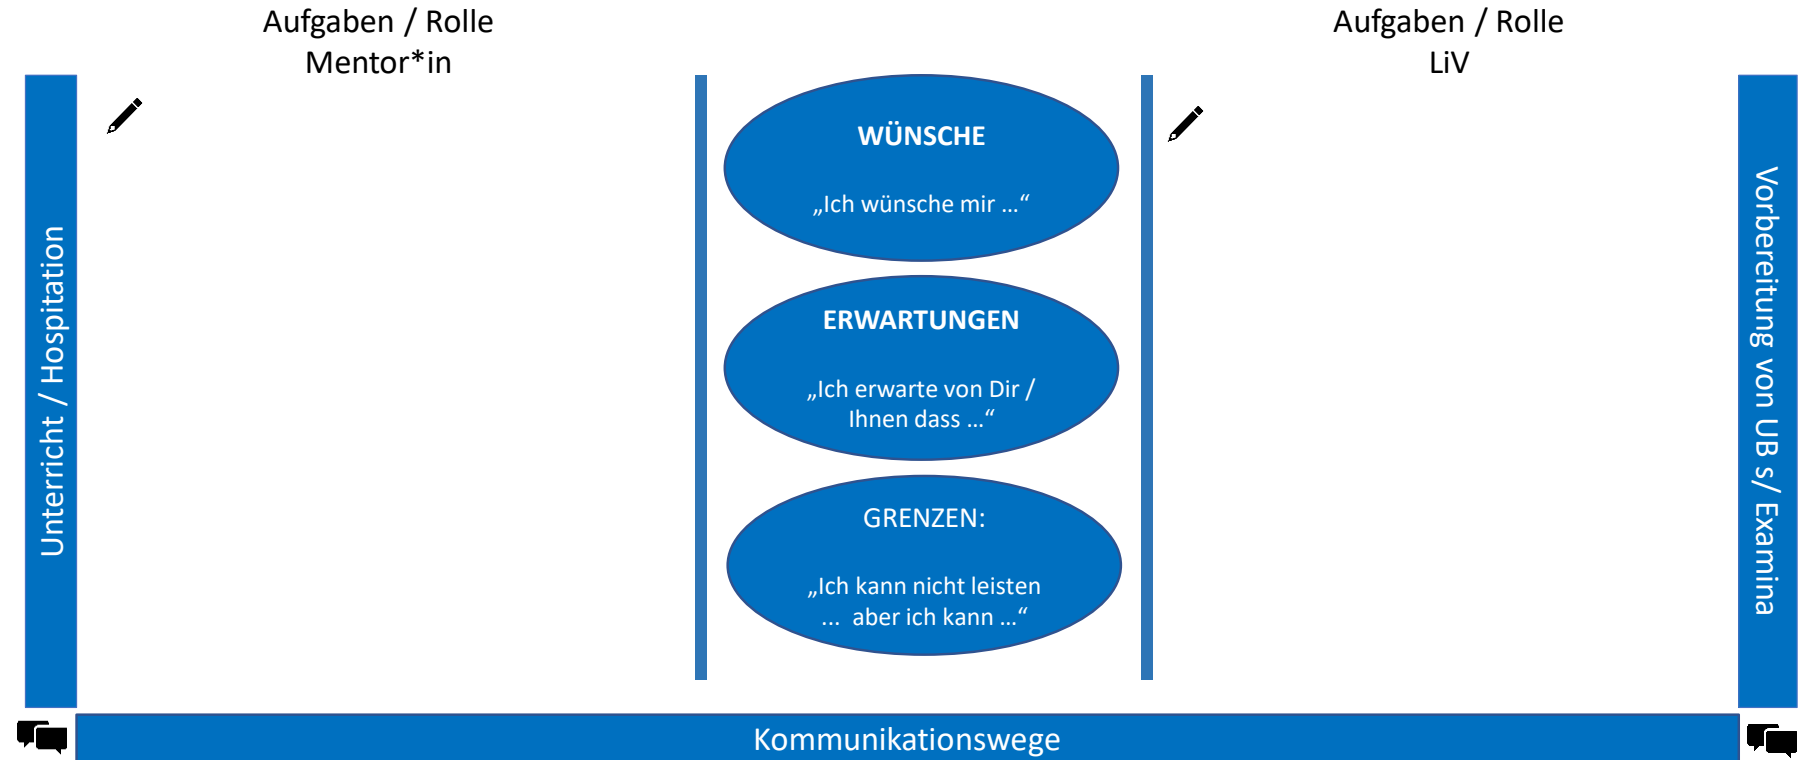 Aufgaben / Rolle
Mentor*in
Aufgaben / Rolle
LiV
Unterricht / Hospitation
WÜNSCHE
„Ich wünsche mir …“
ERWARTUNGEN
„Ich erwarte von Dir /
Ihnen dass …“
GRENZEN:
„Ich kann nicht leisten
... aber ich kann …“
Vorbereitung von UB s/ Examina
Kommunikationswege